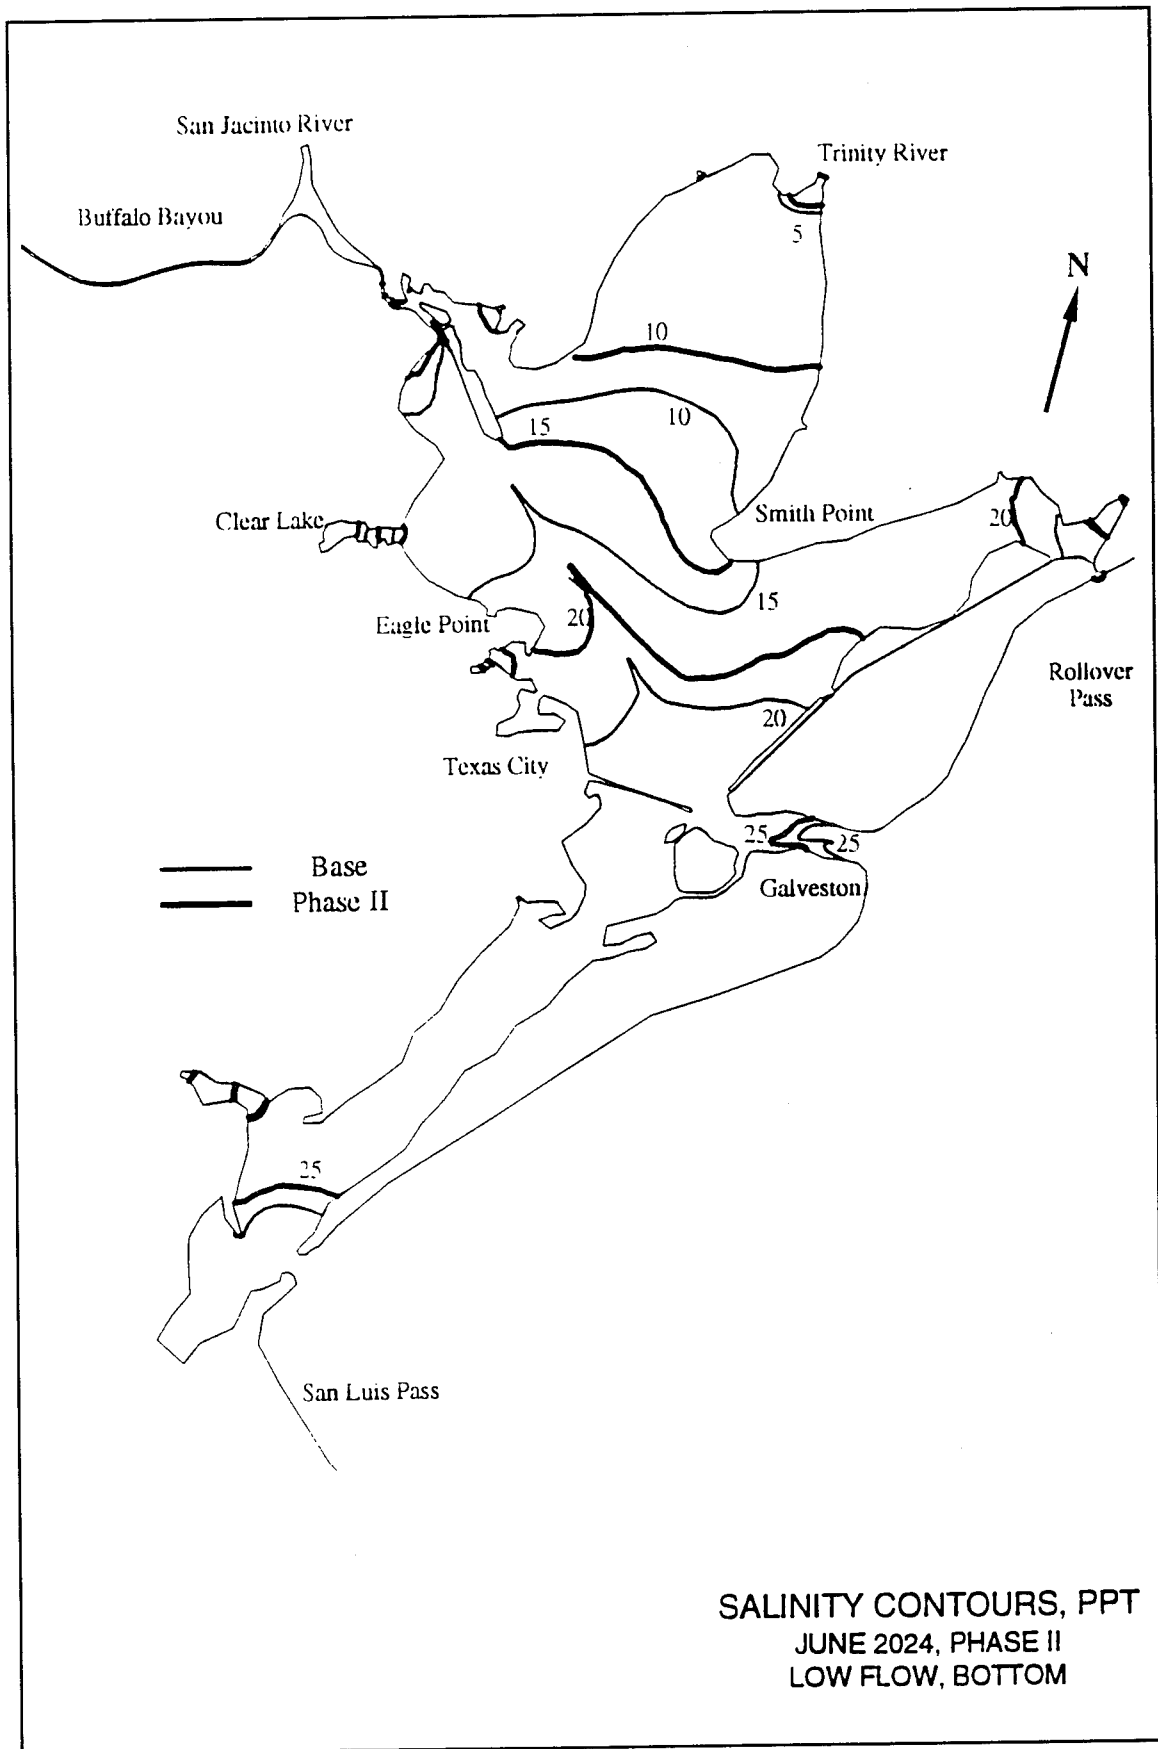 San Jacinto River
Trinity River
Buffalo Bayou
5
N
10
10
15
Clear Lake
Smith Point
20
15
Eagle Point
20
Rollover
Pass
20
Texas City
25
25
Base
Galveston
Phase II
25
San Luis Pass
SALINITY CONTOURS, PPT
JUNE 2024, PHASE II
LOW FLOW, BOTTOM